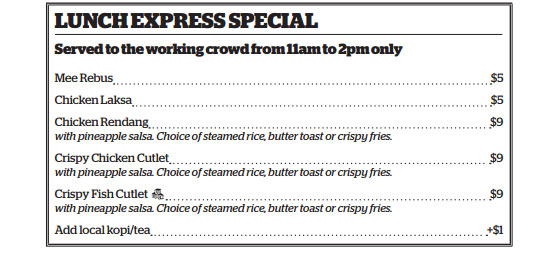 LUNCH EXPRESS SPECIAL
Served to the working crowd from 11am to 2pm only
Mee Rebus $5
Chicken Laksa $5
Chicken Rendang $9
with pineapple salsa. Choice of steamed rice, butter toast or crispy fries.
Crispy Chicken Cutlet $9
with pineapple salsa. Choice of steamed rice, butter toast or crispy fries.
Crispy Fish Cutlet $9
with pineapple salsa. Choice of steamed rice, butter toast or crispy fries.
Add local kopi/tea +$1